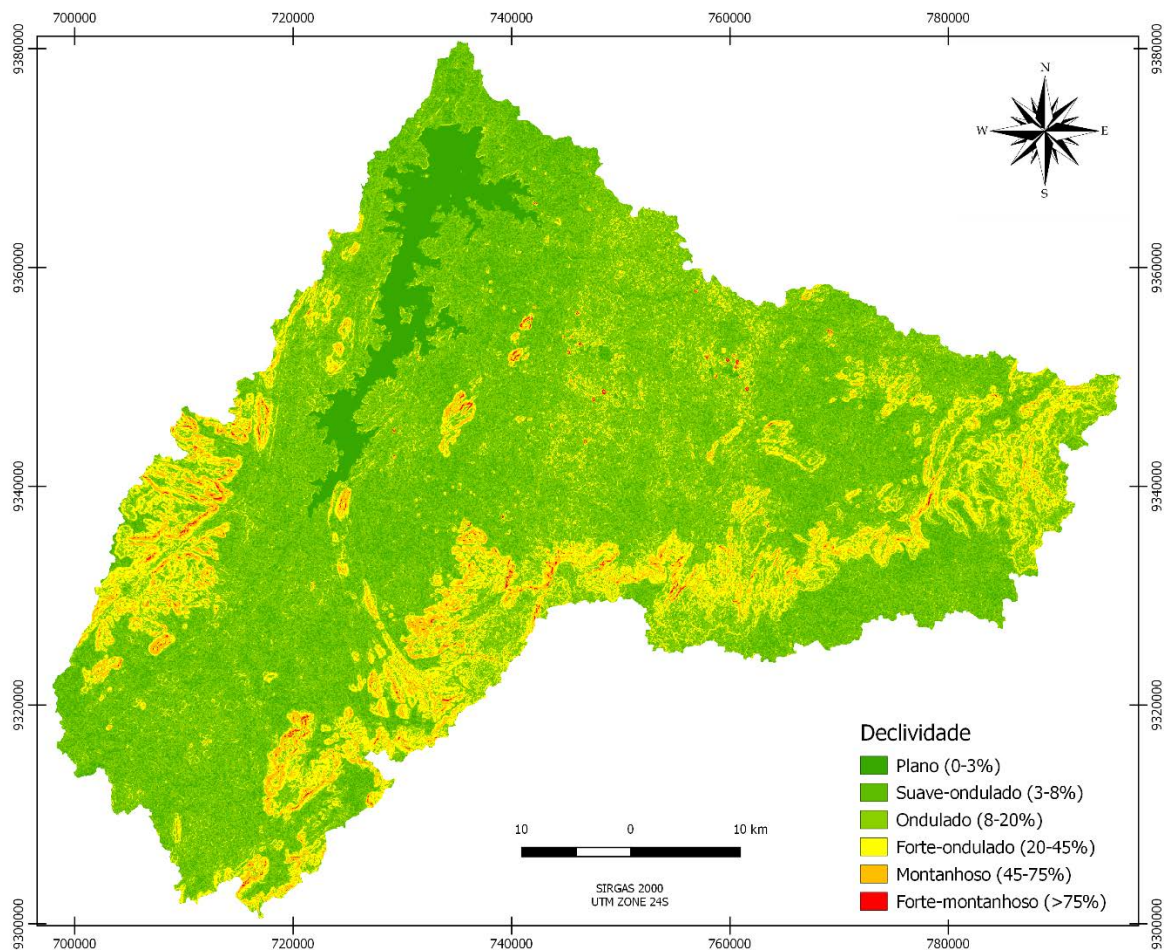 700000 720000 740000 760000 780000
9380000 9380000
N
W E
S
9360000 9360000
9340000 9340000
9320000 9320000
Declividade
Plano (0-3%)
Suave-ondulado (3-8%)
Ondulado (8-20%)
Forte-ondulado (20-45%)
Montanhoso (45-75%)
Forte-montanhoso (>75%)
10 0 10 km
SIRGAS 2000
UTM ZONE 24S
9300000 9300000
700000 720000 740000 760000 780000